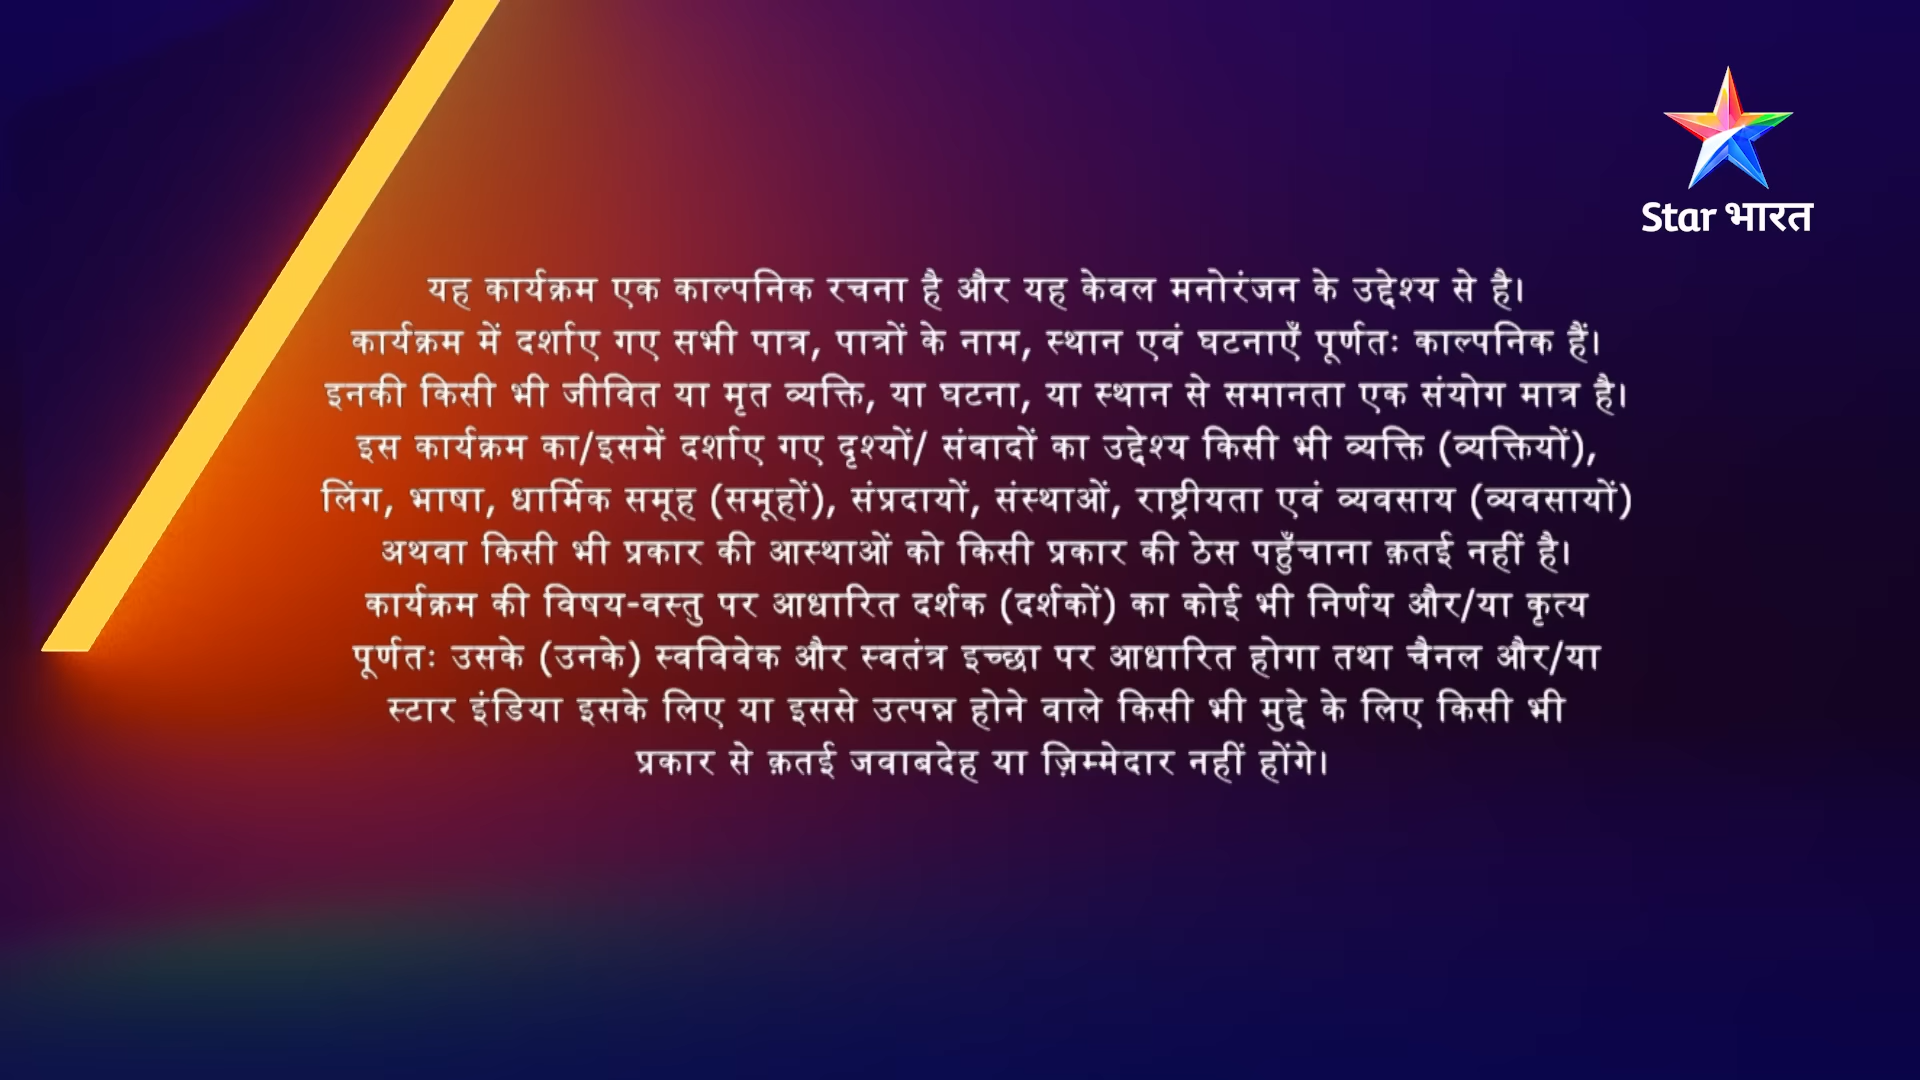 Star भारत
यह कार्यक्रम एक काल्पनिक रचना है और यह केवल मनोरंजन के उद्देश्य से है।
कार्यक्रम में दर्शाए गए सभी पात्र, पात्रों के नाम, स्थान एवं घटनाएँ पूर्णतः काल्पनिक हैं।
इनकी किसी भी जीवित या मृत व्यक्ति, या घटना, या स्थान से समानता एक संयोग मात्र है।
इस कार्यक्रम का/इसमें दर्शाए गए दृश्यों/ संवादों का उद्देश्य किसी भी व्यक्ति (व्यक्तियों),
लिंग, भाषा, धार्मिक समूह (समूहों), संप्रदायों, संस्थाओं, राष्ट्रीयता एवं व्यवसाय (व्यवसायों)
अथवा किसी भी प्रकार की आस्थाओं को किसी प्रकार की ठेस पहुँचाना क़तई नहीं है।
कार्यक्रम की विषय-वस्तु पर आधारित दर्शक (दर्शकों) का कोई भी निर्णय और/या कृत्य
पूर्णतः उसके (उनके) स्वविवेक और स्वतंत्र इच्छा पर आधारित होगा तथा चैनल और/या
स्टार इंडिया इसके लिए या इससे उत्पन्न होने वाले किसी भी मुद्दे के लिए किसी भी
प्रकार से क़तई जवाबदेह या ज़िम्मेदार नहीं होंगे।